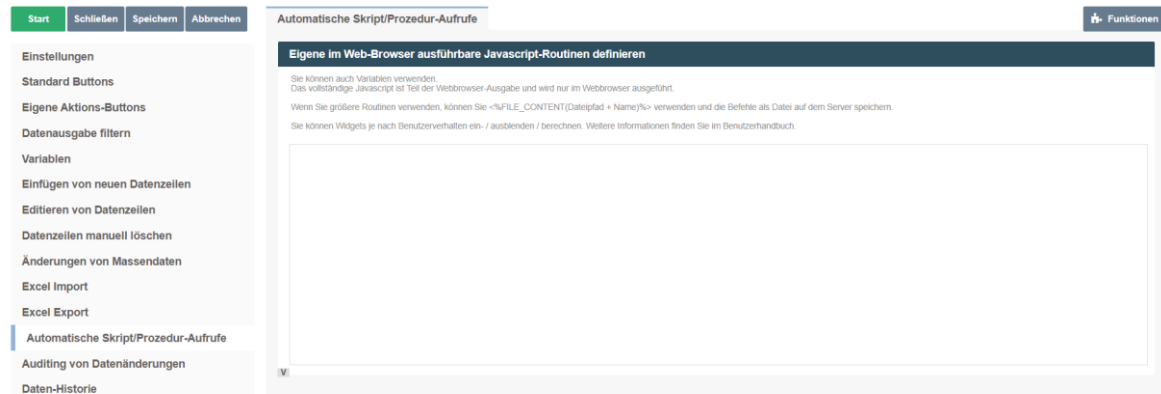 Start
Schließen
Speichern
Abbrechen
Einstellungen
Standard Buttons
Eigene Aktions-Buttons
Datenausgabe filtern
Variablen
Einfügen von neuen Datenzeilen
Editieren von Datenzeilen
Datenzeilen manuell löschen
Änderungen von Massendaten
Excel Import
Excel Export
Automatische Skript/Prozedur-Aufrufe
Auditing von Datenänderungen
Daten-Historie
Automatische Skript/Prozedur-Aufrufe
Funktionen
Eigene im Web-Browser ausführbare Javascript-Routinen definieren
Sie können auch Variablen verwenden.
Das vollständige Javascript ist Teil der Webbrowser-Ausgabe und wird nur im Webbrowser ausgeführt.
Wenn Sie größere Routinen verwenden, können Sie <%FILE_CONTENT(Dateipfad + Name)%> verwenden und die Befehle als Datei auf dem Server speichern.
Sie können Widgets je nach Benutzerverhalten ein- / ausblenden / berechnen. Weitere Informationen finden Sie im Benutzerhandbuch.
V